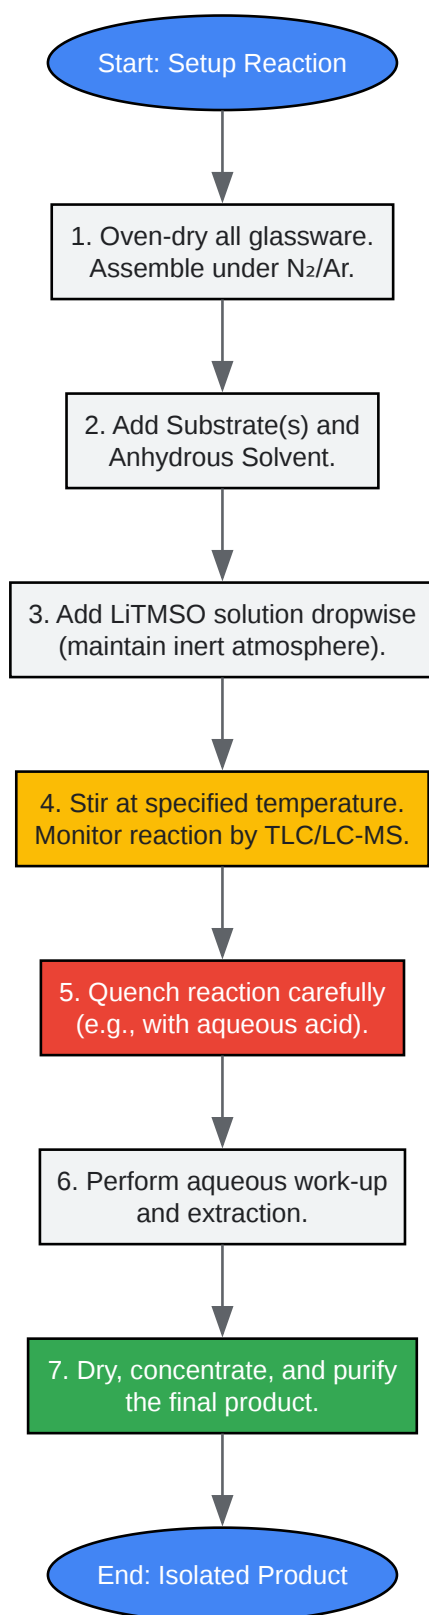 Start: Setup Reaction
1. Oven-dry all glassware.
Assemble under N₂/Ar.
2. Add Substrate(s) and
Anhydrous Solvent.
3. Add LiTMSO solution dropwise
(maintain inert atmosphere).
4. Stir at specified temperature.
Monitor reaction by TLC/LC-MS.
5. Quench reaction carefully
(e.g., with aqueous acid).
6. Perform aqueous work-up
and extraction.
7. Dry, concentrate, and purify
the final product.
End: Isolated Product